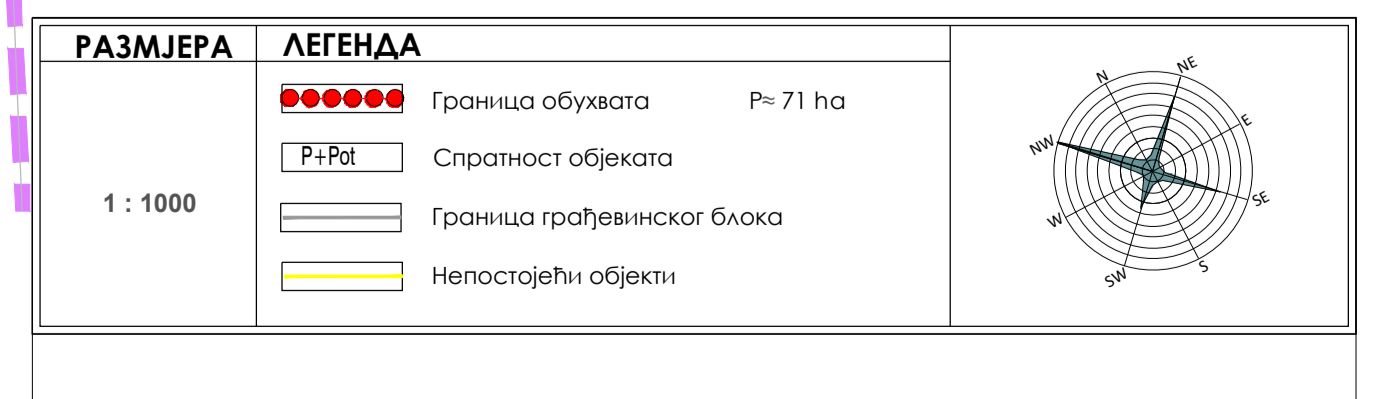 РАЗМЈЕРА
ЛЕГЕНДА
1 : 1000
Граница обухвата P≈ 71 ha
P+Pot Спратност објеката
Граница грађевинског блока
Непостојећи објекти
N
NE
E
SE
S
SW
W
NW